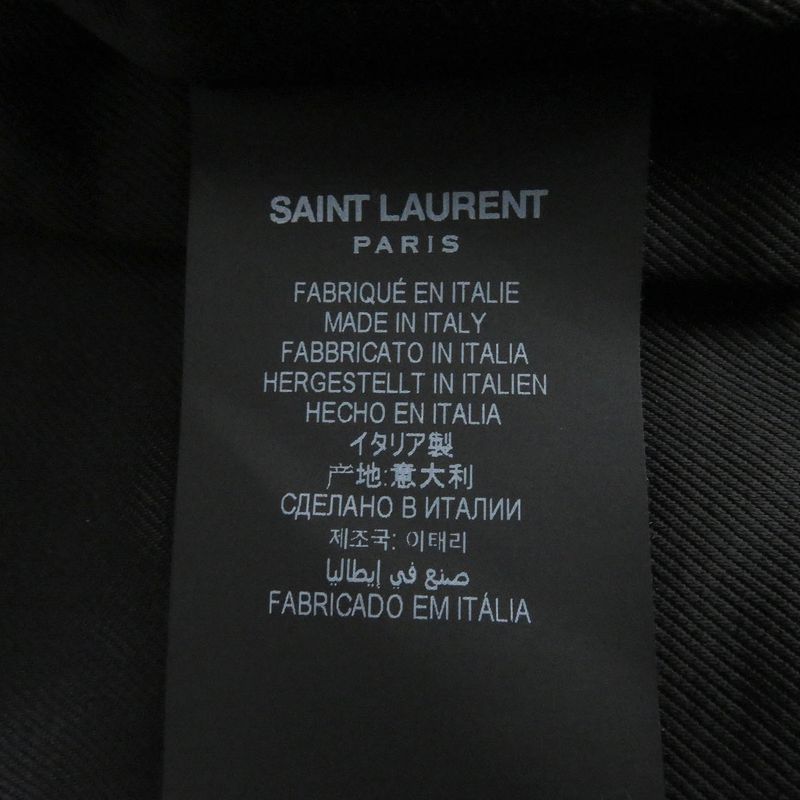 SAINT LAURENT
PARIS
FABRIQUÉ EN ITALIE
MADE IN ITALY
FABBRICATO IN ITALIA
HERGESTELLT IN ITALIEN
HECHO EN ITALIA
イタリア製
产地:意大利
СДЕЛАНО В ИТАЛИИ
제조국: 이태리
صنع في إيطاليا
FABRICADO EM ITÁLIA